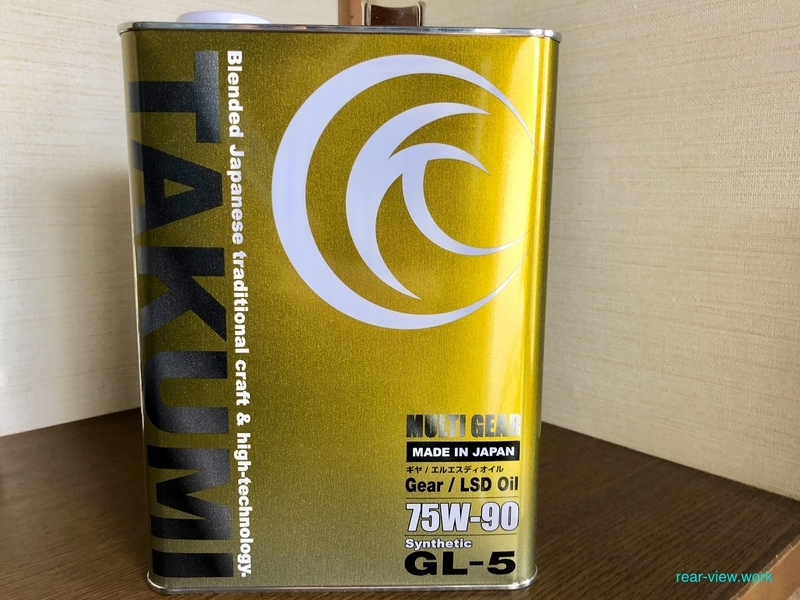 TAKUMI
Blended Japanese traditional craft & high-technology.
MULTI GEAR
MADE IN JAPAN
ギヤ / エルエスディオイル
Gear / LSD Oil
75W-90
Synthetic
GL-5
rear-view.work